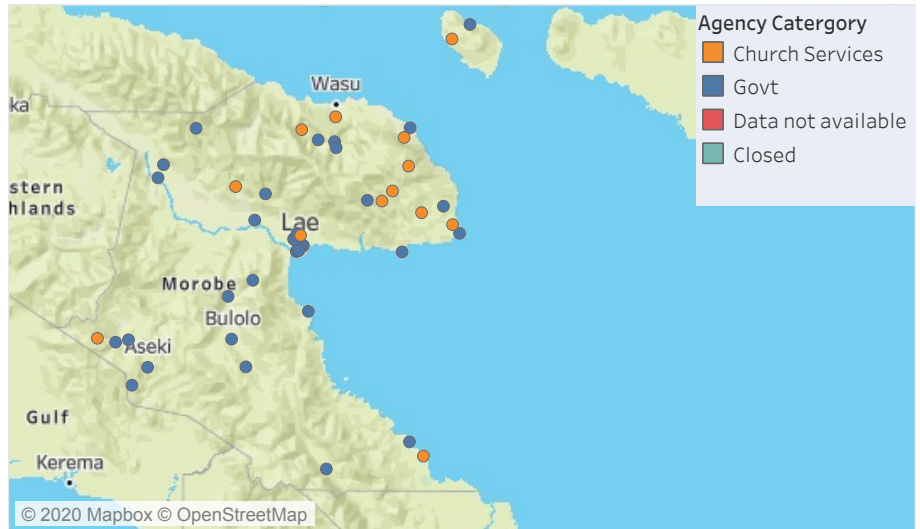 Agency Catergory
Church Services
Govt
Data not available
Closed
Wasu
ka
stern
hlands
Lae
Morobe
Bulolo
Aseki
Gulf
Kerema
© 2020 Mapbox © OpenStreetMap